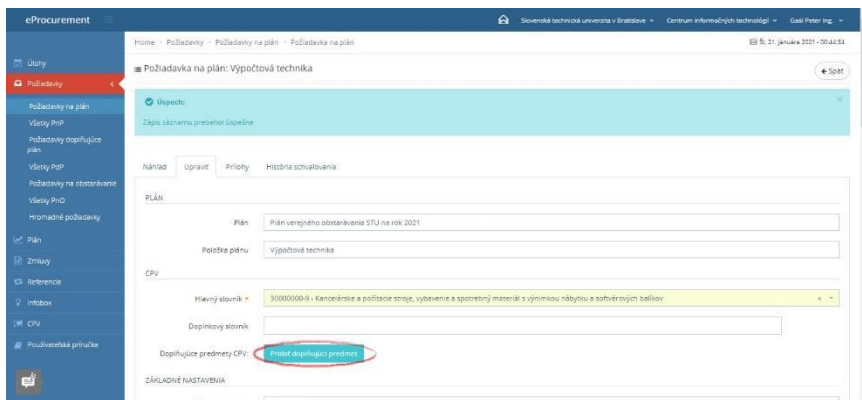 eProcurement
Slovenská technická univerzita v Bratislave
Centrum informačných technológií
Gaál Peter Ing.
Home
Požiadavky
Požiadavky na plán
Požiadavka na plán
Št, 21. januára 2021 - 00:44:34
Úlohy
Požiadavky
Požiadavky na plán
Všetky PnP
Požiadavky doplňujúce
plán
Všetky PdP
Požiadavky na obstarávanie
Všetky PnO
Hromadné požiadavky
Plán
Zmluvy
Referencie
Infobox
CPV
Používateľská príručka
Požiadavka na plán: Výpočtová technika
Späť
Úspech:
Zápis záznamu prebehol úspešne
Náhľad
Upraviť
Prílohy
História schvaľovania
PLÁN
Plán
Plán verejného obstarávania STU na rok 2021
Položka plánu
Výpočtová technika
CPV
Hlavný slovník *
30000000-9 - Kancelárske a počítacie stroje, vybavenie a spotrebný materiál s výnimkou nábytku a softvérových balíkov
Doplnkový slovník
Doplňujúce predmety CPV:
Pridať doplňujúci predmet
ZÁKLADNÉ NASTAVENIA